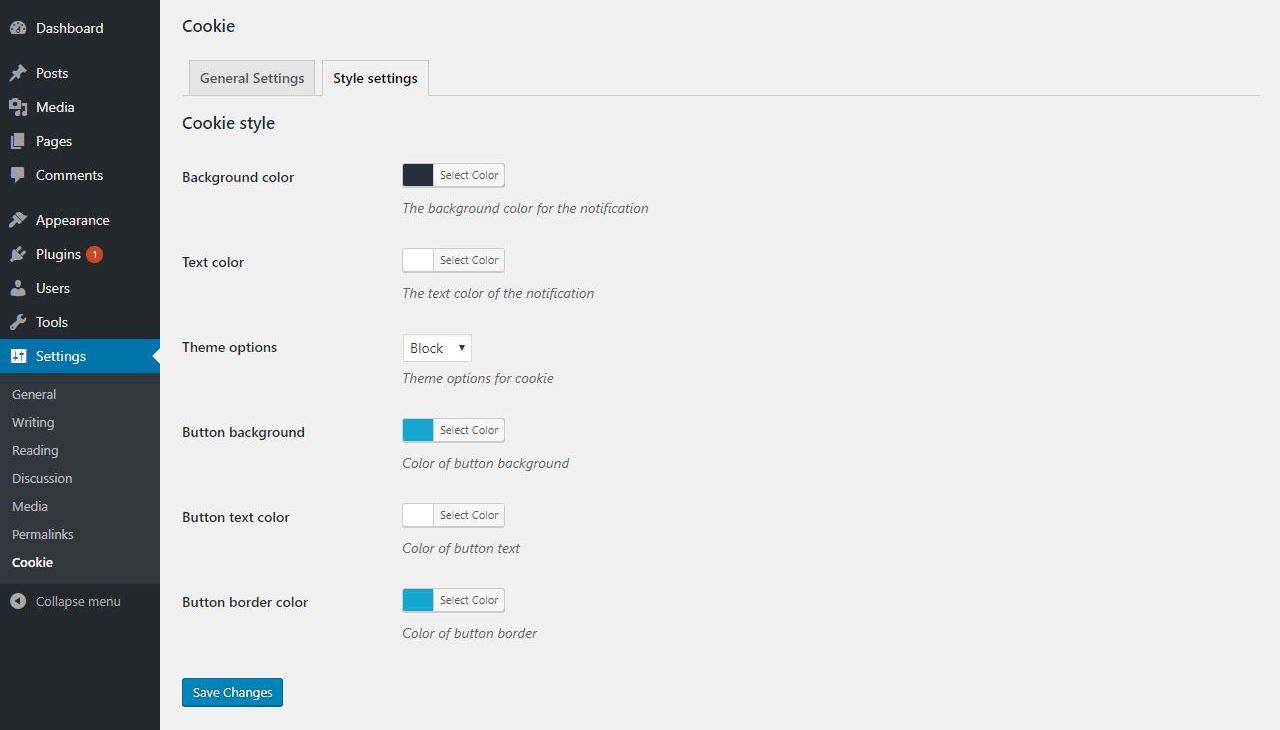 Dashboard
Posts
Media
Pages
Comments
Appearance
Plugins 1
Users
Tools
Settings
General
Writing
Reading
Discussion
Media
Permalinks
Cookie
Collapse menu
Cookie
General Settings Style settings
Cookie style
Background color Select Color
The background color for the notification
Text color Select Color
The text color of the notification
Theme options Block
Theme options for cookie
Button background Select Color
Color of button background
Button text color Select Color
Color of button text
Button border color Select Color
Color of button border
Save Changes